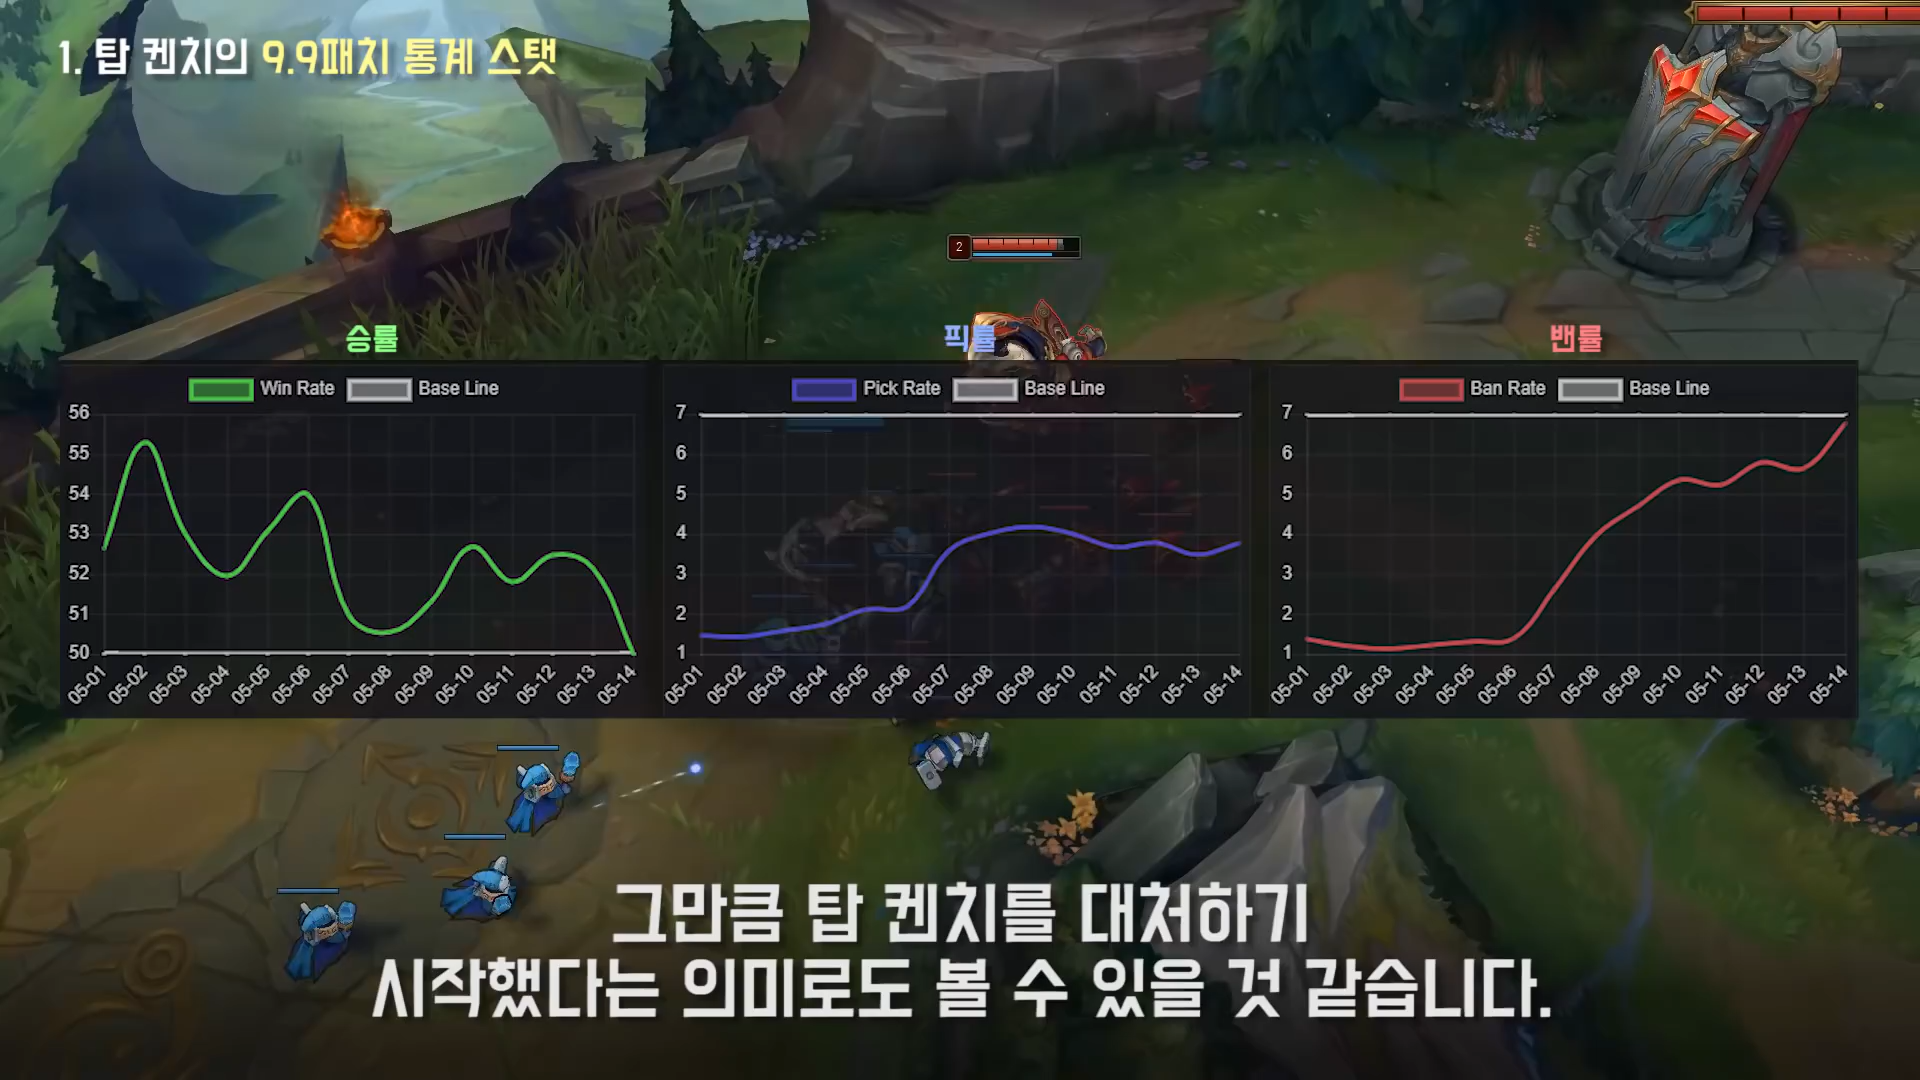 1. 탑 켄치의 9.9패치 통계 스탯
2
승률
픽률
밴률
Win Rate Base Line
56
55
54
53
52
51
50
05-01 05-02 05-03 05-04 05-05 05-06 05-07 05-08 05-09 05-10 05-11 05-12 05-13 05-14
Pick Rate Base Line
7
6
5
4
3
2
1
05-01 05-02 05-03 05-04 05-05 05-06 05-07 05-08 05-09 05-10 05-11 05-12 05-13 05-14
Ban Rate Base Line
7
6
5
4
3
2
1
05-01 05-02 05-03 05-04 05-05 05-06 05-07 05-08 05-09 05-10 05-11 05-12 05-13 05-14
그만큼 탑 켄치를 대처하기
시작했다는 의미로도 볼 수 있을 것 같습니다.